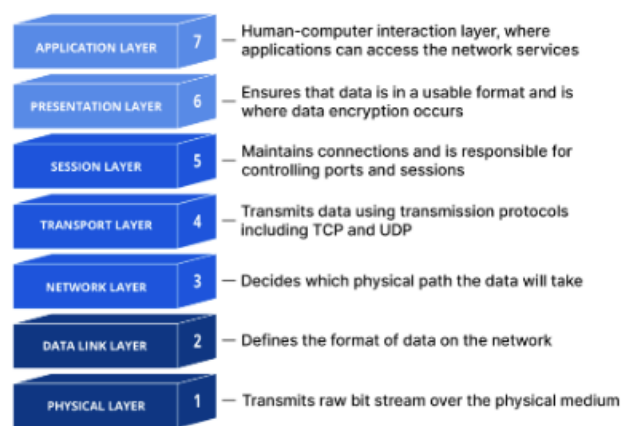 APPLICATION LAYER 7 — Human-computer interaction layer, where
applications can access the network services
PRESENTATION LAYER 6 — Ensures that data is in a usable format and is
where data encryption occurs
SESSION LAYER 5 — Maintains connections and is responsible for
controlling ports and sessions
TRANSPORT LAYER 4 — Transmits data using transmission protocols
including TCP and UDP
NETWORK LAYER 3 — Decides which physical path the data will take
DATA LINK LAYER 2 — Defines the format of data on the network
PHYSICAL LAYER 1 — Transmits raw bit stream over the physical medium